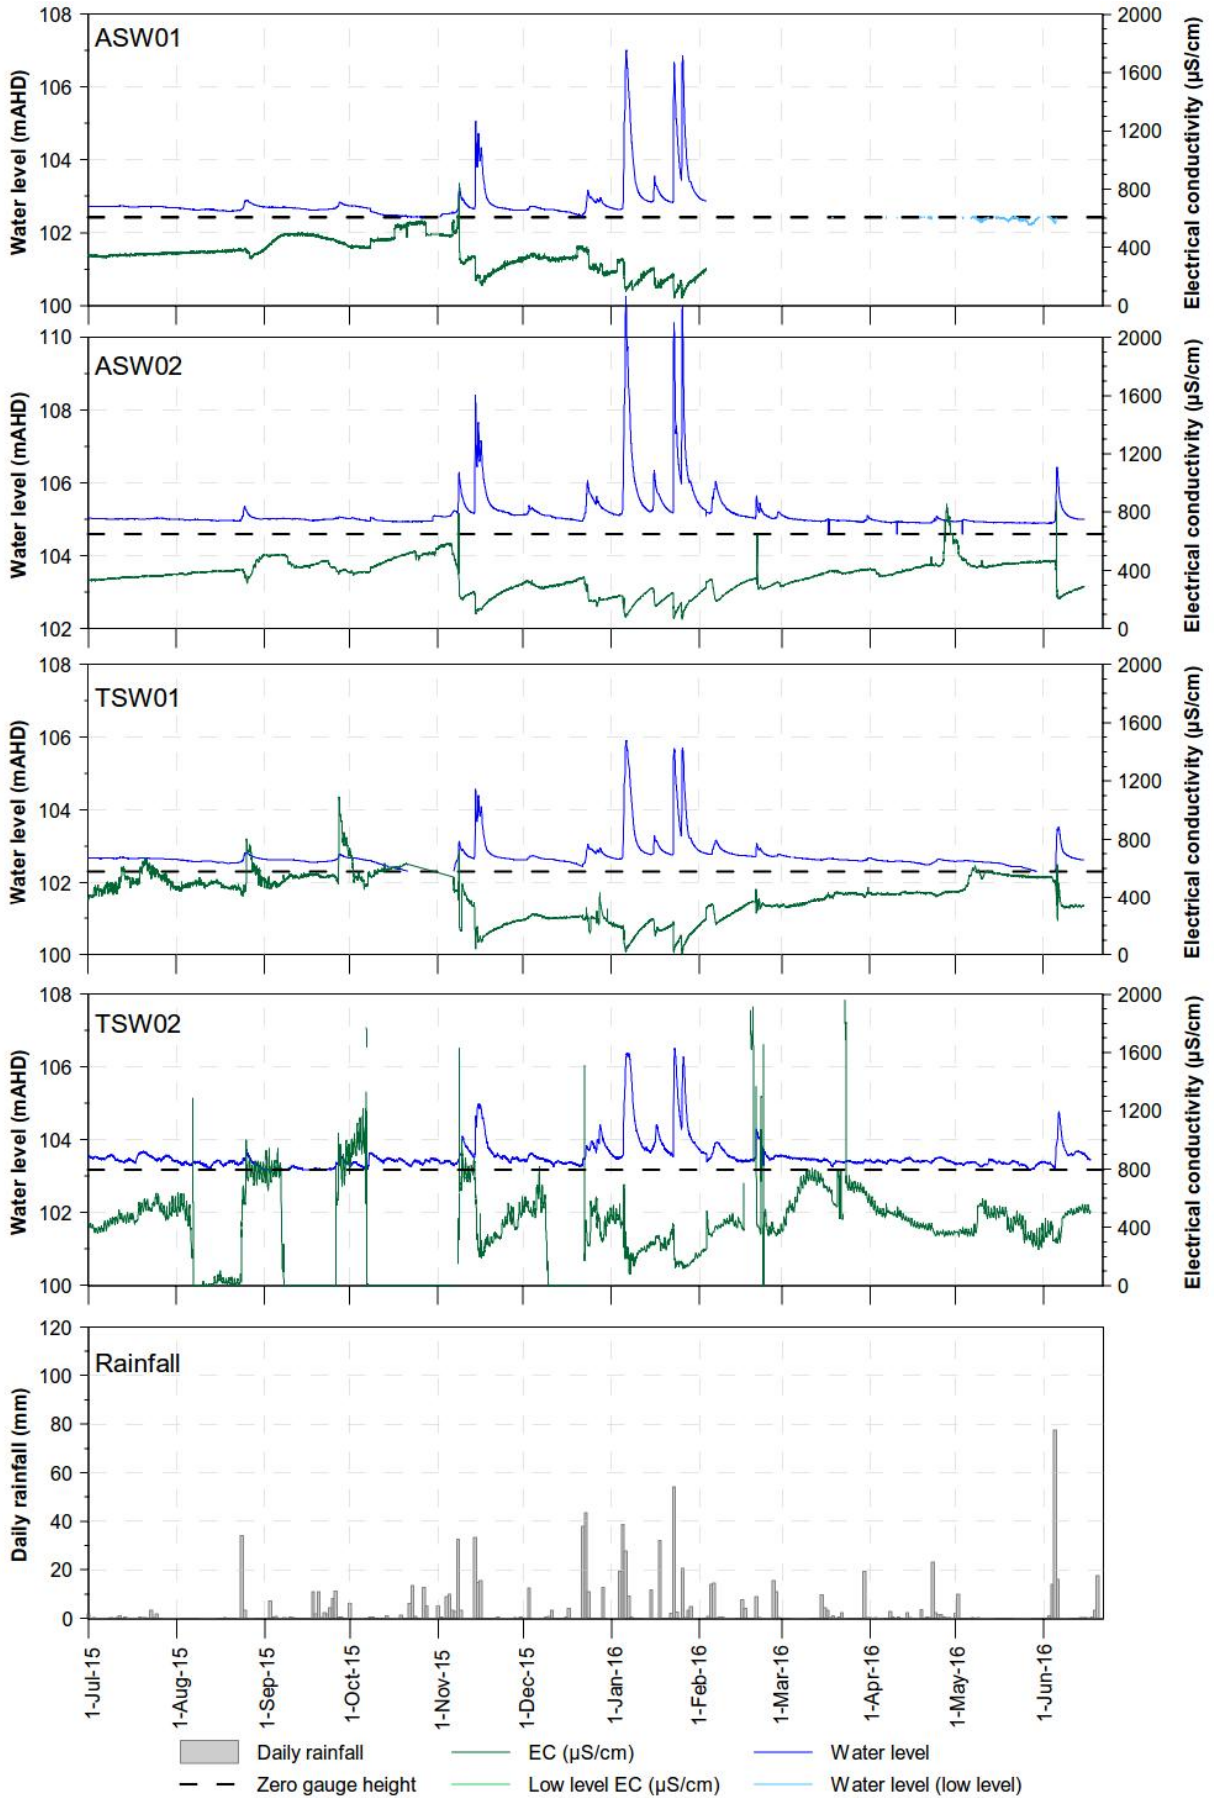 ASW01
Water level (mAHD)
108
106
104
102
100
2000
1600
1200
800
400
0
Electrical conductivity (µS/cm)
ASW02
Water level (mAHD)
110
108
106
104
102
2000
1600
1200
800
400
0
Electrical conductivity (µS/cm)
TSW01
Water level (mAHD)
108
106
104
102
100
2000
1600
1200
800
400
0
Electrical conductivity (µS/cm)
TSW02
Water level (mAHD)
108
106
104
102
100
2000
1600
1200
800
400
0
Electrical conductivity (µS/cm)
Rainfall
Daily rainfall (mm)
120
100
80
60
40
20
0
1-Jul-15
1-Aug-15
1-Sep-15
1-Oct-15
1-Nov-15
1-Dec-15
1-Jan-16
1-Feb-16
1-Mar-16
1-Apr-16
1-May-16
1-Jun-16
Daily rainfall
EC (µS/cm)
Water level
Zero gauge height
Low level EC (µS/cm)
Water level (low level)